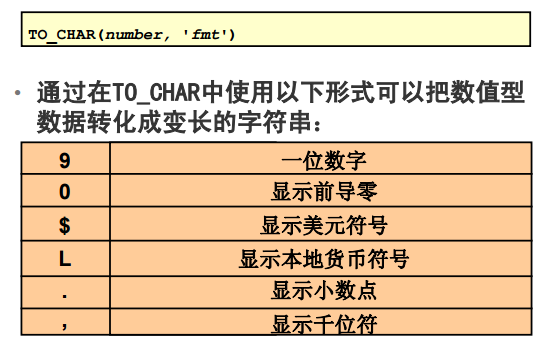 TO_CHAR(number, 'fmt')
• 通过在TO_CHAR中使用以下形式可以把数值型
数据转化成变长的字符串：
9 一位数字
0 显示前导零
$ 显示美元符号
L 显示本地货币符号
. 显示小数点
, 显示千位符